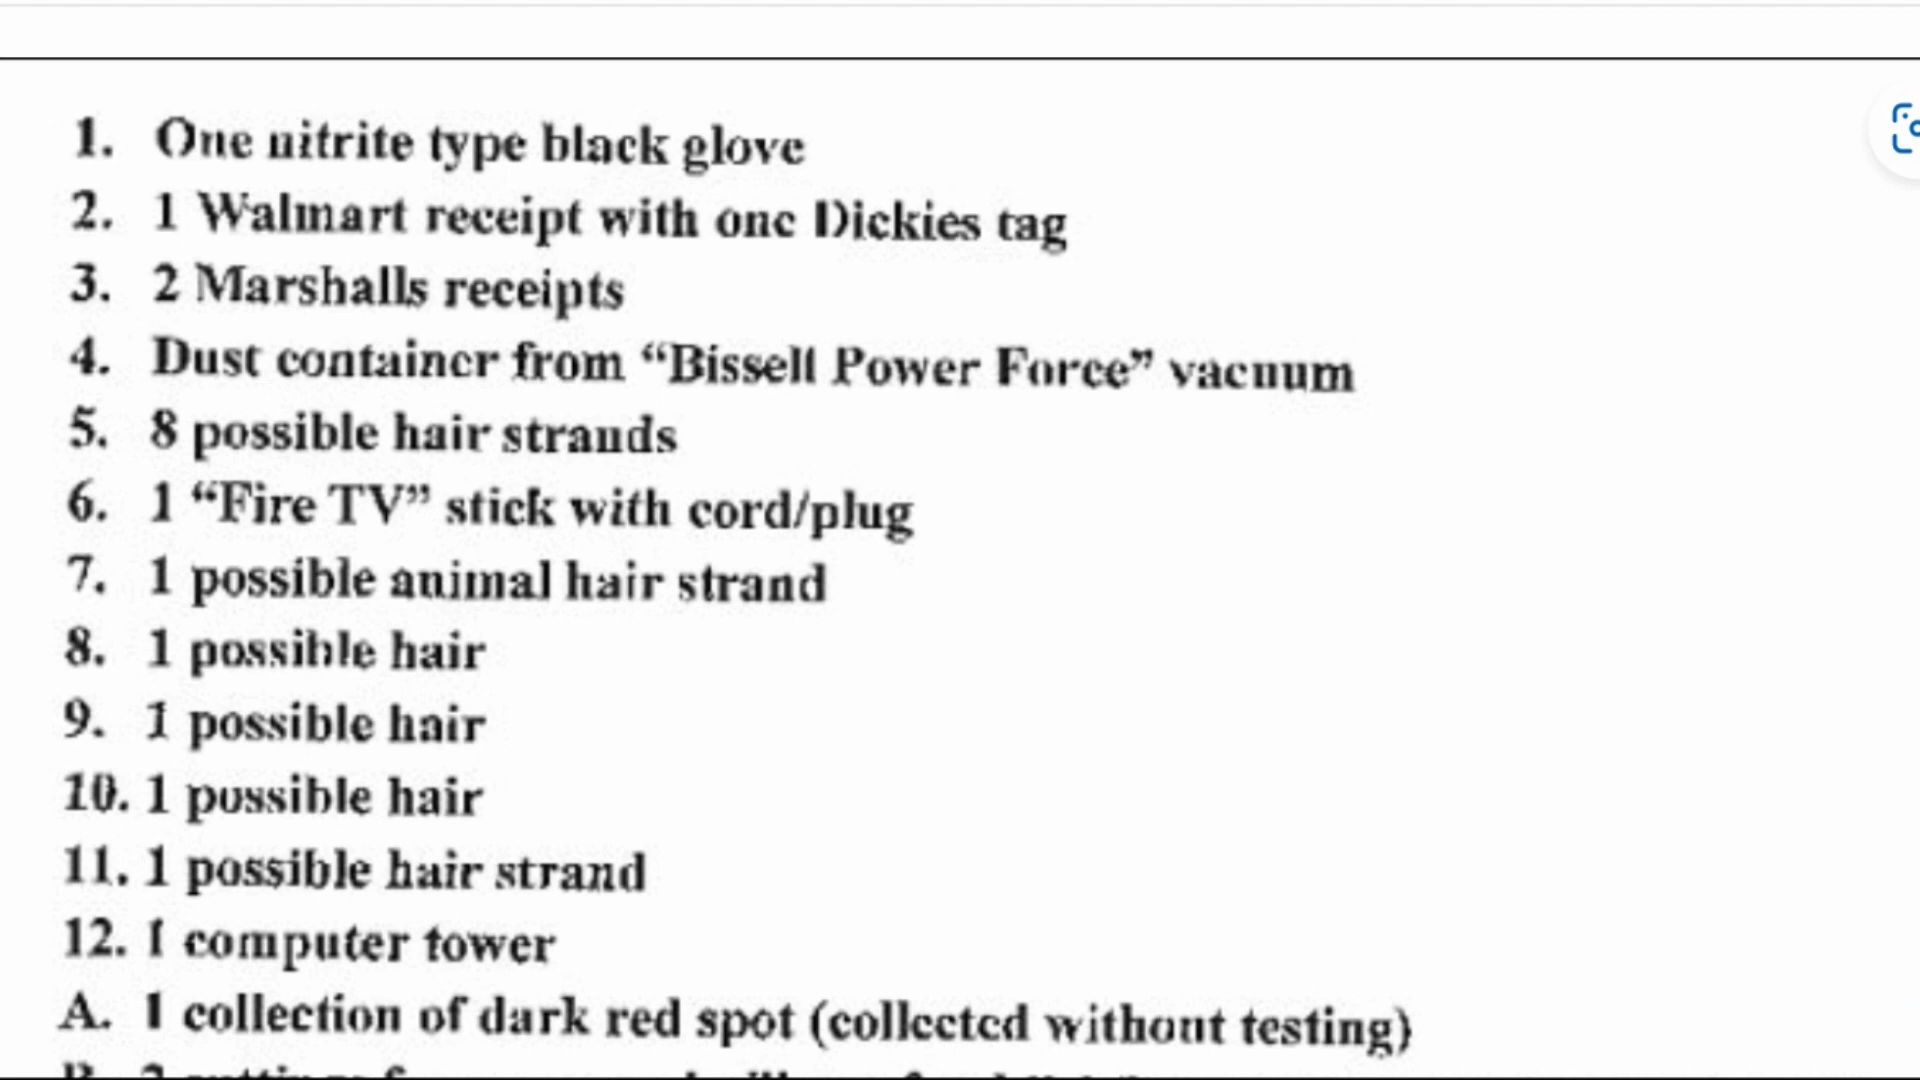 1. One nitrite type black glove
2. 1 Walmart receipt with one Dickies tag
3. 2 Marshalls receipts
4. Dust container from “Bissell Power Force” vacuum
5. 8 possible hair strands
6. 1 “Fire TV” stick with cord/plug
7. 1 possible animal hair strand
8. 1 possible hair
9. 1 possible hair
10. 1 possible hair
11. 1 possible hair strand
12. 1 computer tower
A. 1 collection of dark red spot (collected without testing)
B. 2